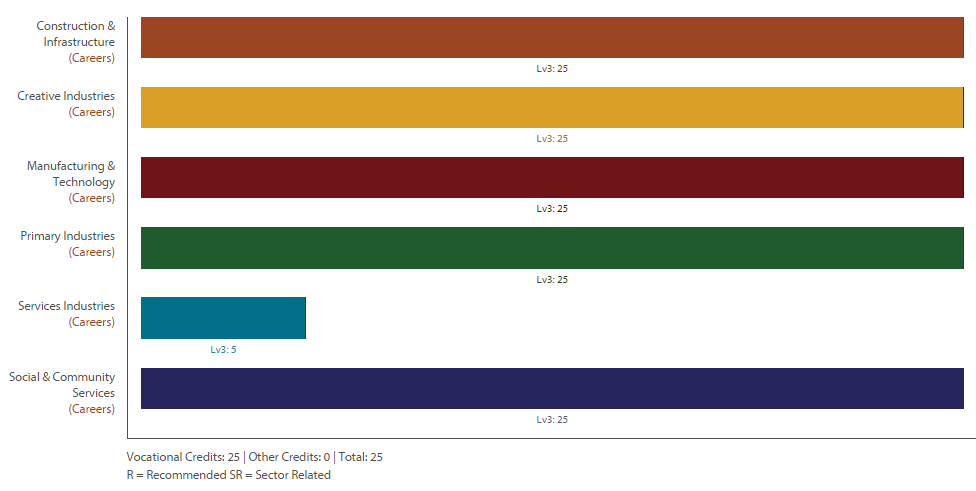 Construction &
Infrastructure
(Careers)
Lv3: 25
Creative Industries
(Careers)
Lv3: 25
Manufacturing &
Technology
(Careers)
Lv3: 25
Primary Industries
(Careers)
Lv3: 25
Services Industries
(Careers)
Lv3: 5
Social & Community
Services
(Careers)
Lv3: 25
Vocational Credits: 25 | Other Credits: 0 | Total: 25
R = Recommended SR = Sector Related